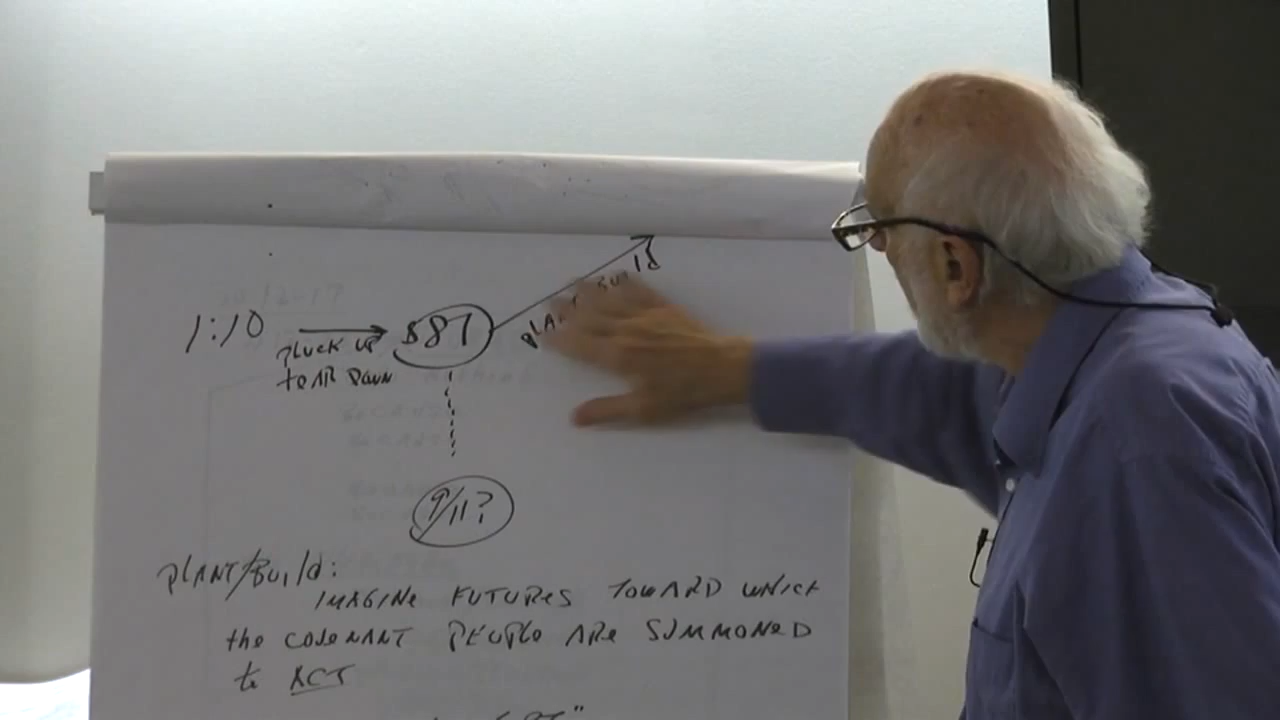 1:10
pluck up
tear down
587
plant build
9/11?
plant/build:
imagine futures toward which
the covenant people are summoned
to act